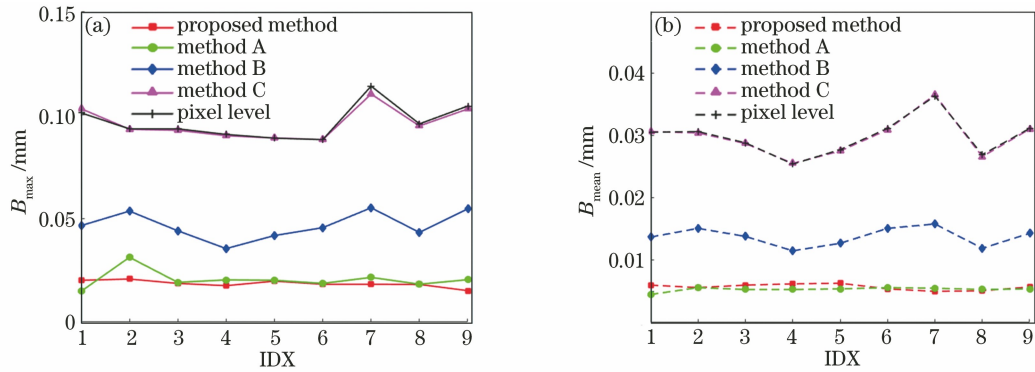 (a)
proposed method
method A
method B
method C
pixel level
0.15
0.10
0.05
0
B_max /mm
1 2 3 4 5 6 7 8 9
IDX
(b)
proposed method
method A
method B
method C
pixel level
0.04
0.03
0.02
0.01
B_mean /mm
1 2 3 4 5 6 7 8 9
IDX